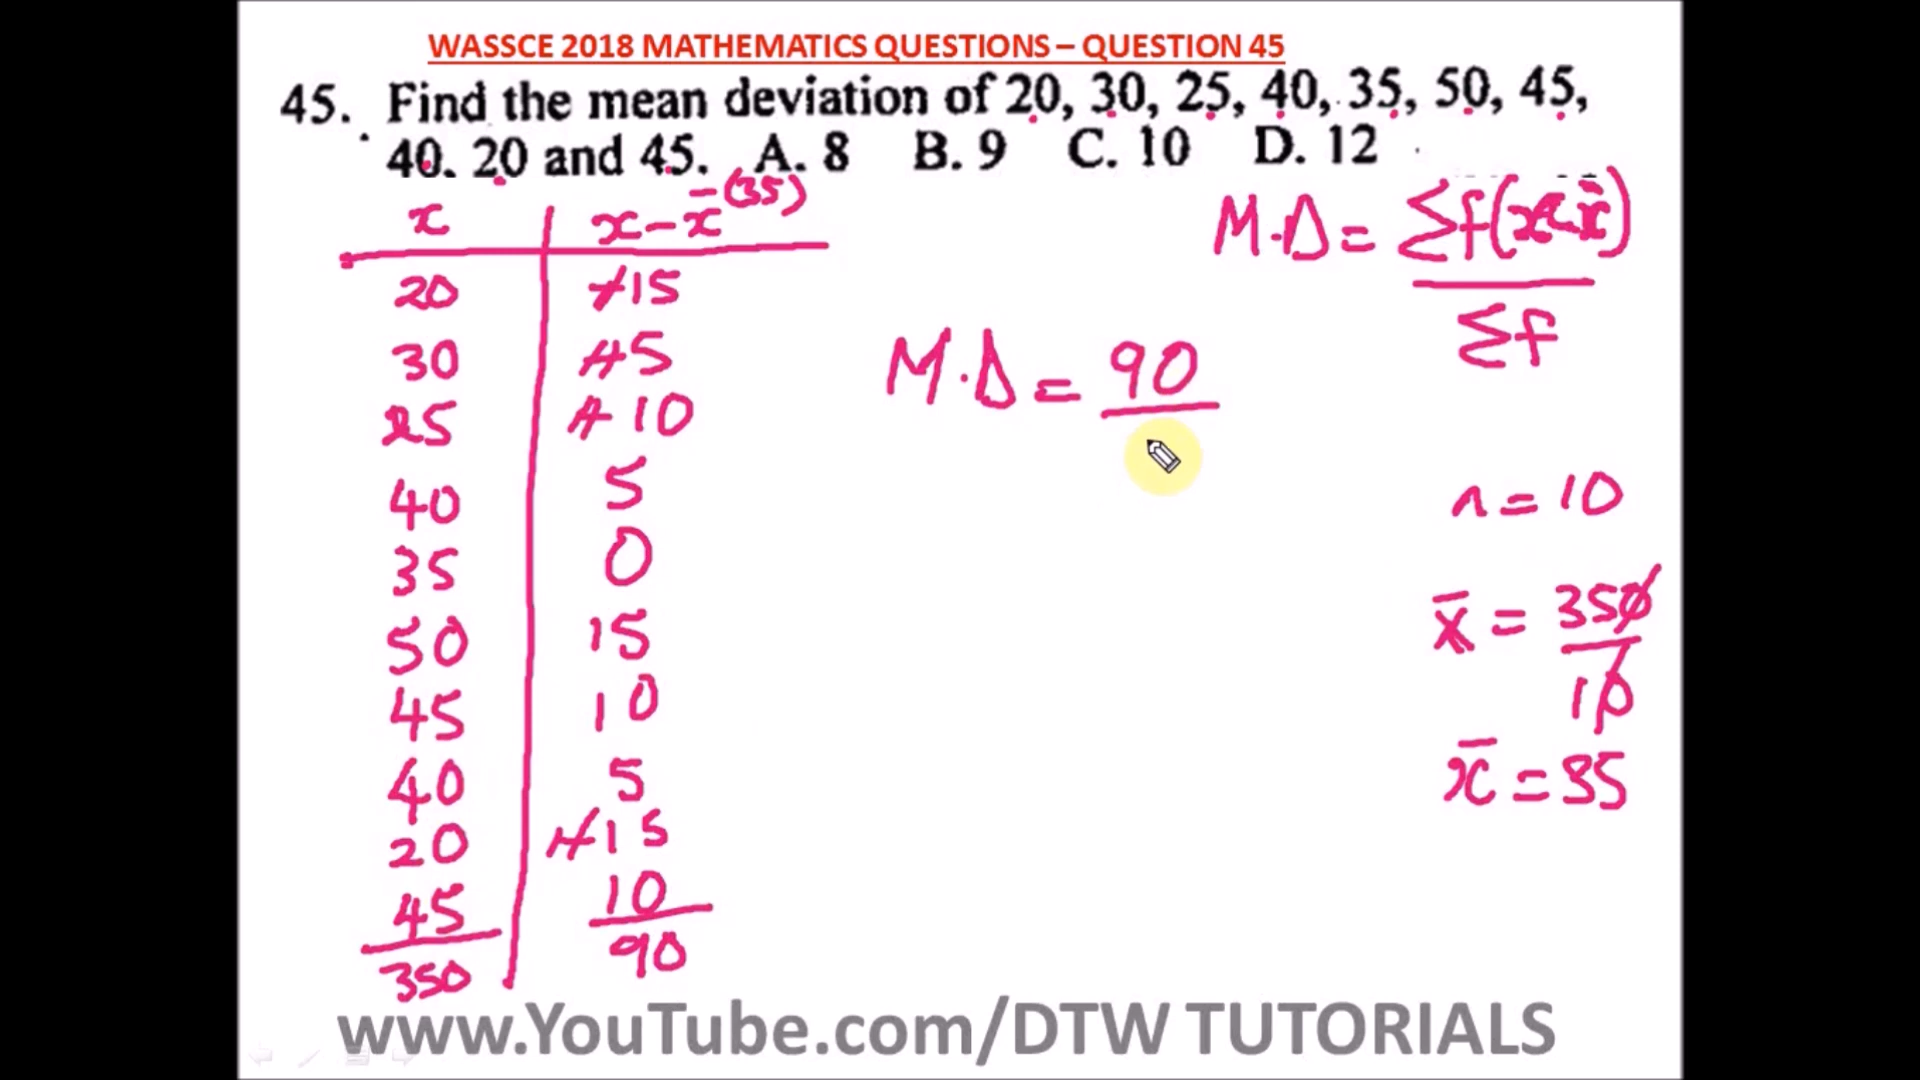 WASSCE 2018 MATHEMATICS QUESTIONS – QUESTION 45
45. Find the mean deviation of 20, 30, 25, 40, 35, 50, 45,
40, 20 and 45. A. 8 B. 9 C. 10 D. 12
x | x - x̄ (35)
20 | -15
30 | -5
25 | -10
40 | 5
35 | 0
50 | 15
45 | 10
40 | 5
20 | -15
45 | 10
350 | 90
M.D = Σf(x - x̄)
Σf
M.D = 90
n = 10
x̄ = 350
10
x̄ = 35
www.YouTube.com/DTW TUTORIALS